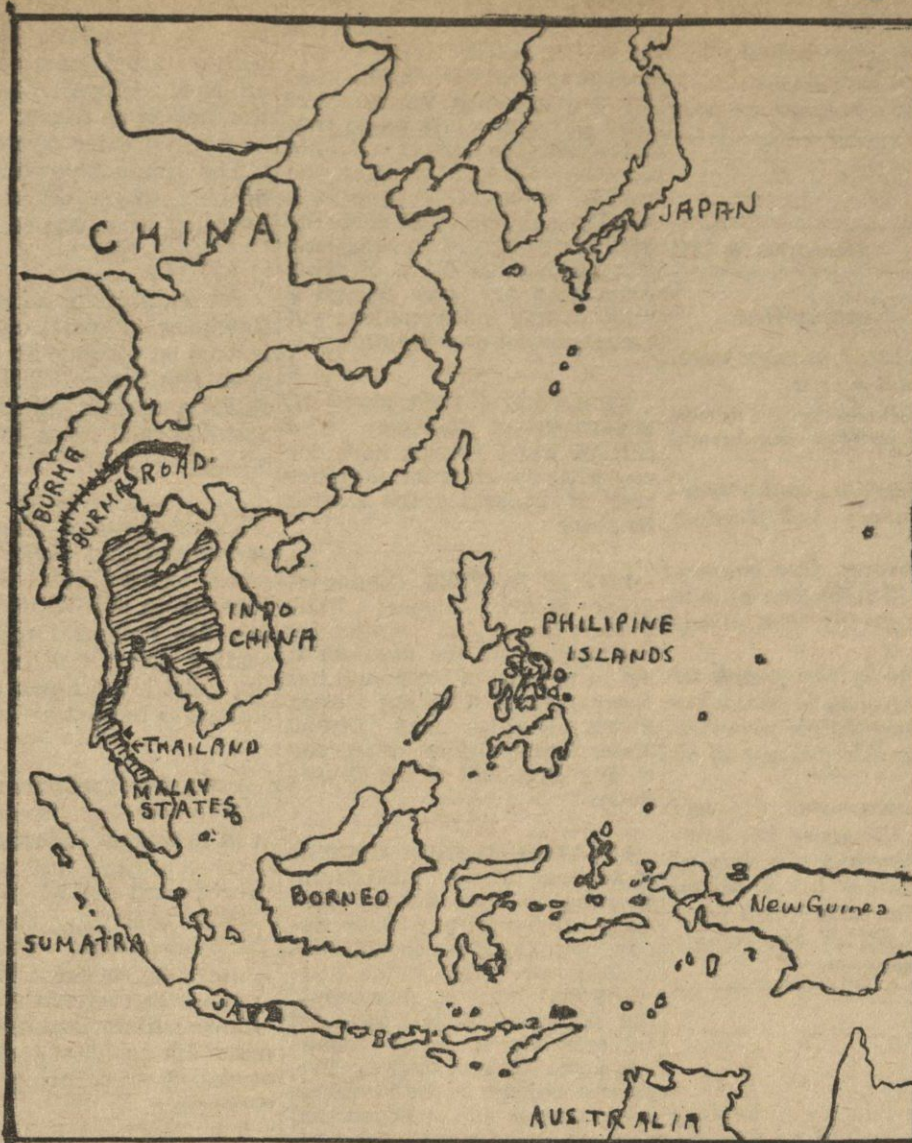 CHINA
JAPAN
BURMA
BURMA ROAD
INDO
CHINA
PHILIPINE
ISLANDS
THAILAND
MALAY
STATES
BORNEO
New Guinea
SUMATRA
JAVA
AUSTRALIA